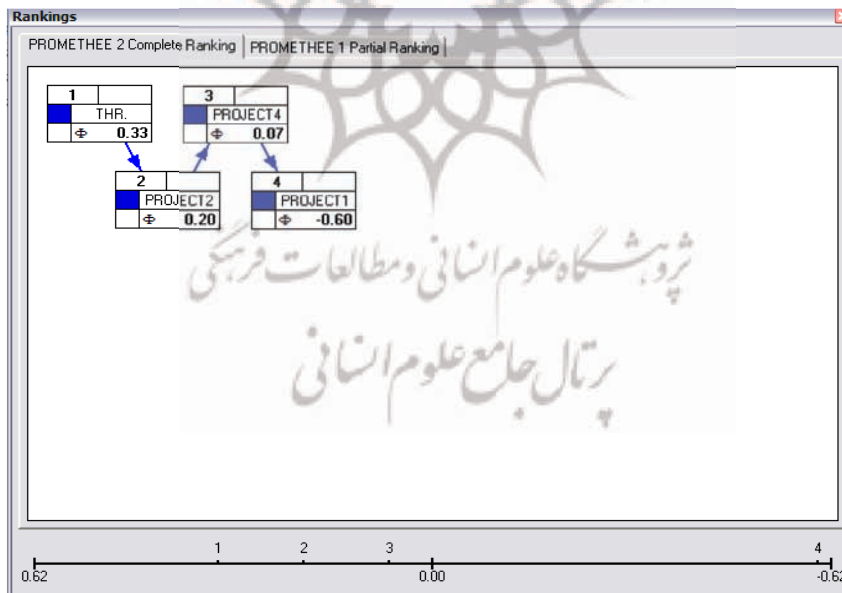 Rankings
PROMETHEE 2 Complete Ranking
PROMETHEE 1 Partial Ranking
1
THR.
Φ 0.33
3
PROJECT4
Φ 0.07
2
PROJECT2
Φ 0.20
4
PROJECT1
Φ -0.60
پژوهشگاه علوم انسانی و مطالعات فرهنگی
پرتال جامع علوم انسانی
1 2 3 4
0.62 0.00 -0.62